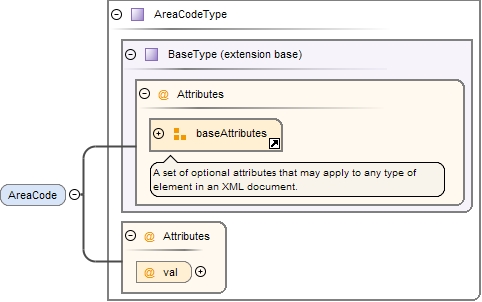 AreaCodeType
BaseType (extension base)
@ Attributes
baseAttributes
A set of optional attributes that may apply to any type of
element in an XML document.
AreaCode
@ Attributes
@ val